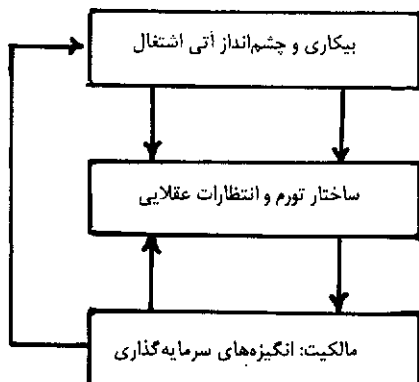 بیکاری و چشم‌انداز آتی اشتغال
ساختار تورم و انتظارات عقلایی
مالکیت: انگیزه‌های سرمایه‌گذاری